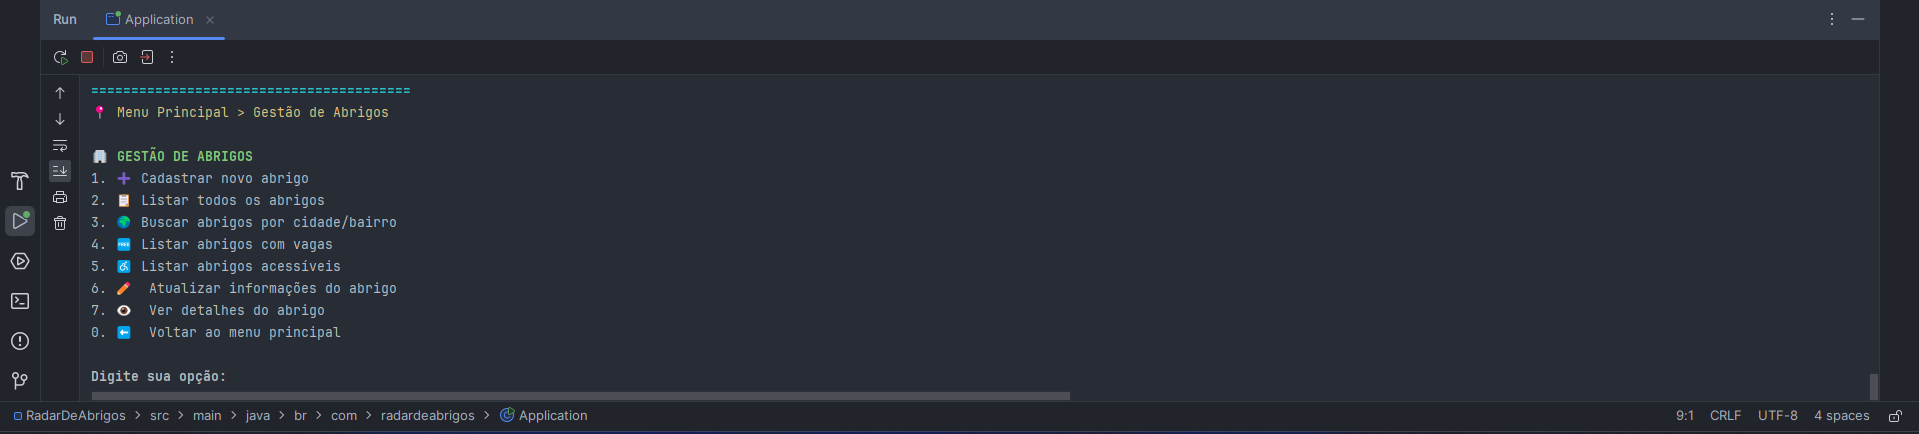 Run Application
========================================
Menu Principal > Gestão de Abrigos
GESTÃO DE ABRIGOS
1. ➕ Cadastrar novo abrigo
2. 📋 Listar todos os abrigos
3. 🌍 Buscar abrigos por cidade/bairro
4. 🆓 Listar abrigos com vagas
5. ♿ Listar abrigos acessíveis
6. ✏️ Atualizar informações do abrigo
7. 👁️ Ver detalhes do abrigo
0. ⬅️ Voltar ao menu principal
Digite sua opção:
RadarDeAbrigos > src > main > java > br > com > radardeabrigos > Application 9:1 CRLF UTF-8 4 spaces